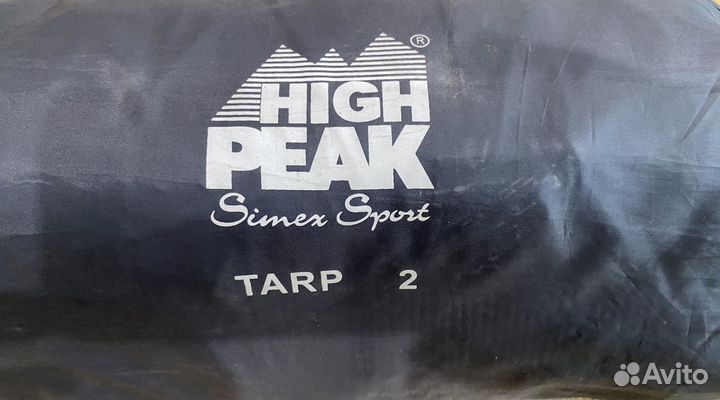 ®
HIGH
PEAK
Simex Sport
TARP 2
Avito